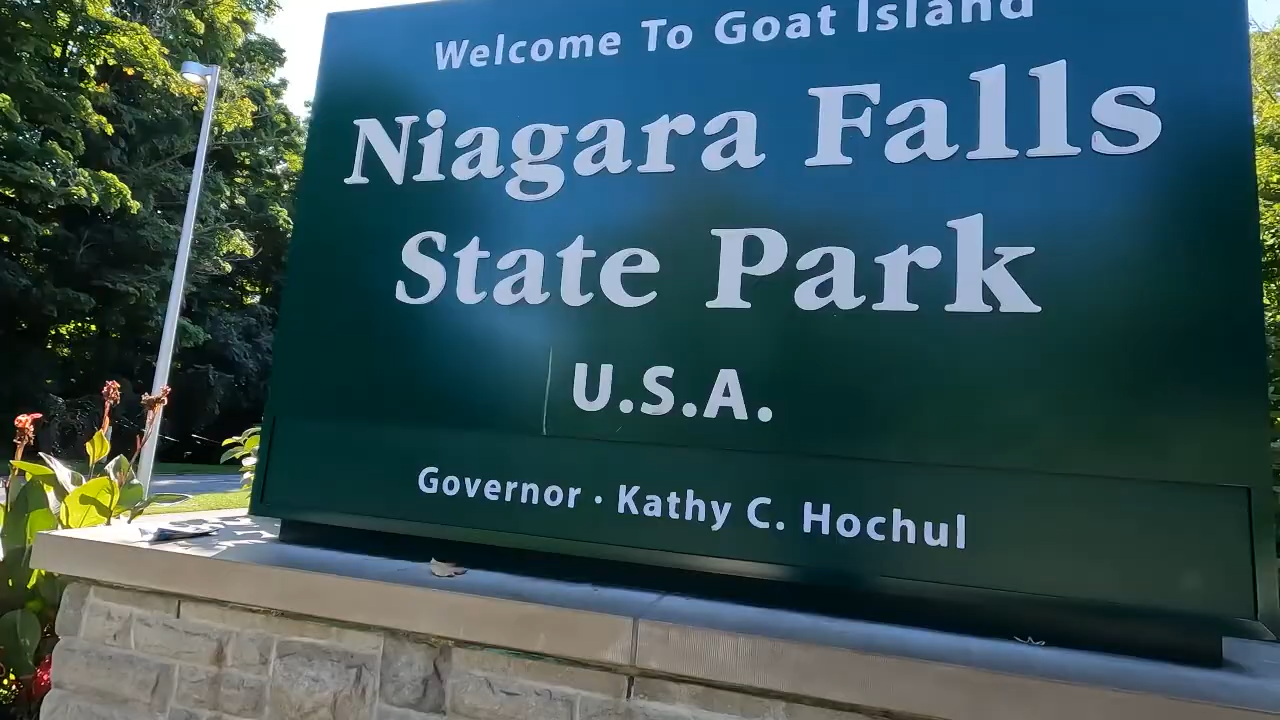 Welcome To Goat Island
Niagara Falls
State Park
U.S.A.
Governor · Kathy C. Hochul